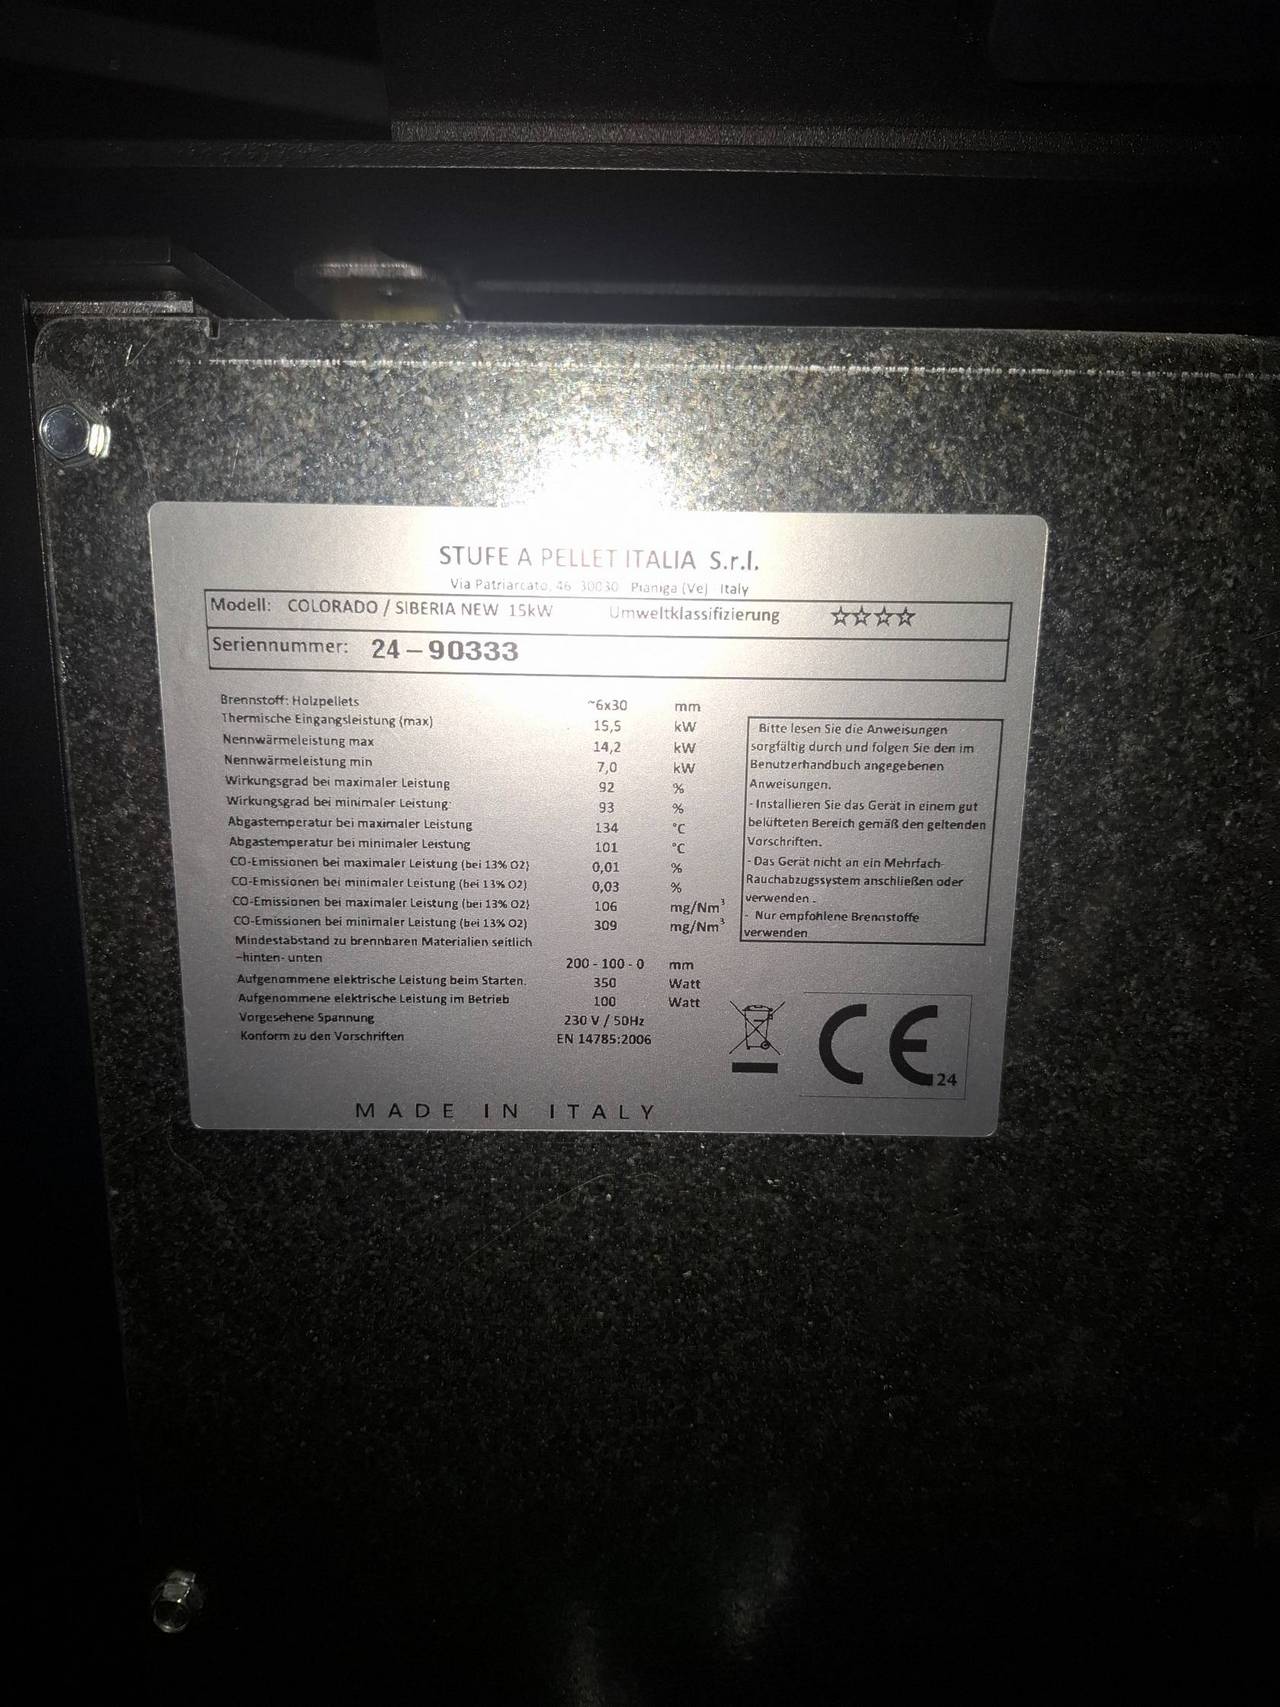 STUFE A PELLET ITALIA S.r.l.
Via Patriarcato, 46 30030 Pianiga (Ve) Italy
Modell: COLORADO / SIBERIA NEW 15kW Umweltklassifizierung ☆☆☆☆
Seriennummer: 24-90333
Brennstoff: Holzpellets ~6x30 mm
Thermische Eingangsleistung (max) 15,5 kW
Nennwärmeleistung max 14,2 kW
Nennwärmeleistung min 7,0 kW
Wirkungsgrad bei maximaler Leistung 92 %
Wirkungsgrad bei minimaler Leistung: 93 %
Abgastemperatur bei maximaler Leistung 134 °C
Abgastemperatur bei minimaler Leistung 101 °C
CO-Emissionen bei maximaler Leistung (bei 13% O2) 0,01 %
CO-Emissionen bei minimaler Leistung (bei 13% O2) 0,03 %
CO-Emissionen bei maximaler Leistung (bei 13% O2) 106 mg/Nm³
CO-Emissionen bei minimaler Leistung (bei 13% O2) 309 mg/Nm³
Mindestabstand zu brennbaren Materialien seitlich
-hinten- unten 200 - 100 - 0 mm
Aufgenommene elektrische Leistung beim Starten. 350 Watt
Aufgenommene elektrische Leistung im Betrieb 100 Watt
Vorgesehene Spannung 230 V / 50Hz
Konform zu den Vorschriften EN 14785:2006
Bitte lesen Sie die Anweisungen
sorgfältig durch und folgen Sie den im
Benutzerhandbuch angegebenen
Anweisungen.
- Installieren Sie das Gerät in einem gut
belüfteten Bereich gemäß den geltenden
Vorschriften.
- Das Gerät nicht an ein Mehrfach-
Rauchabzugssystem anschließen oder
verwenden .
- Nur empfohlene Brennstoffe
verwenden
CE 24
MADE IN ITALY